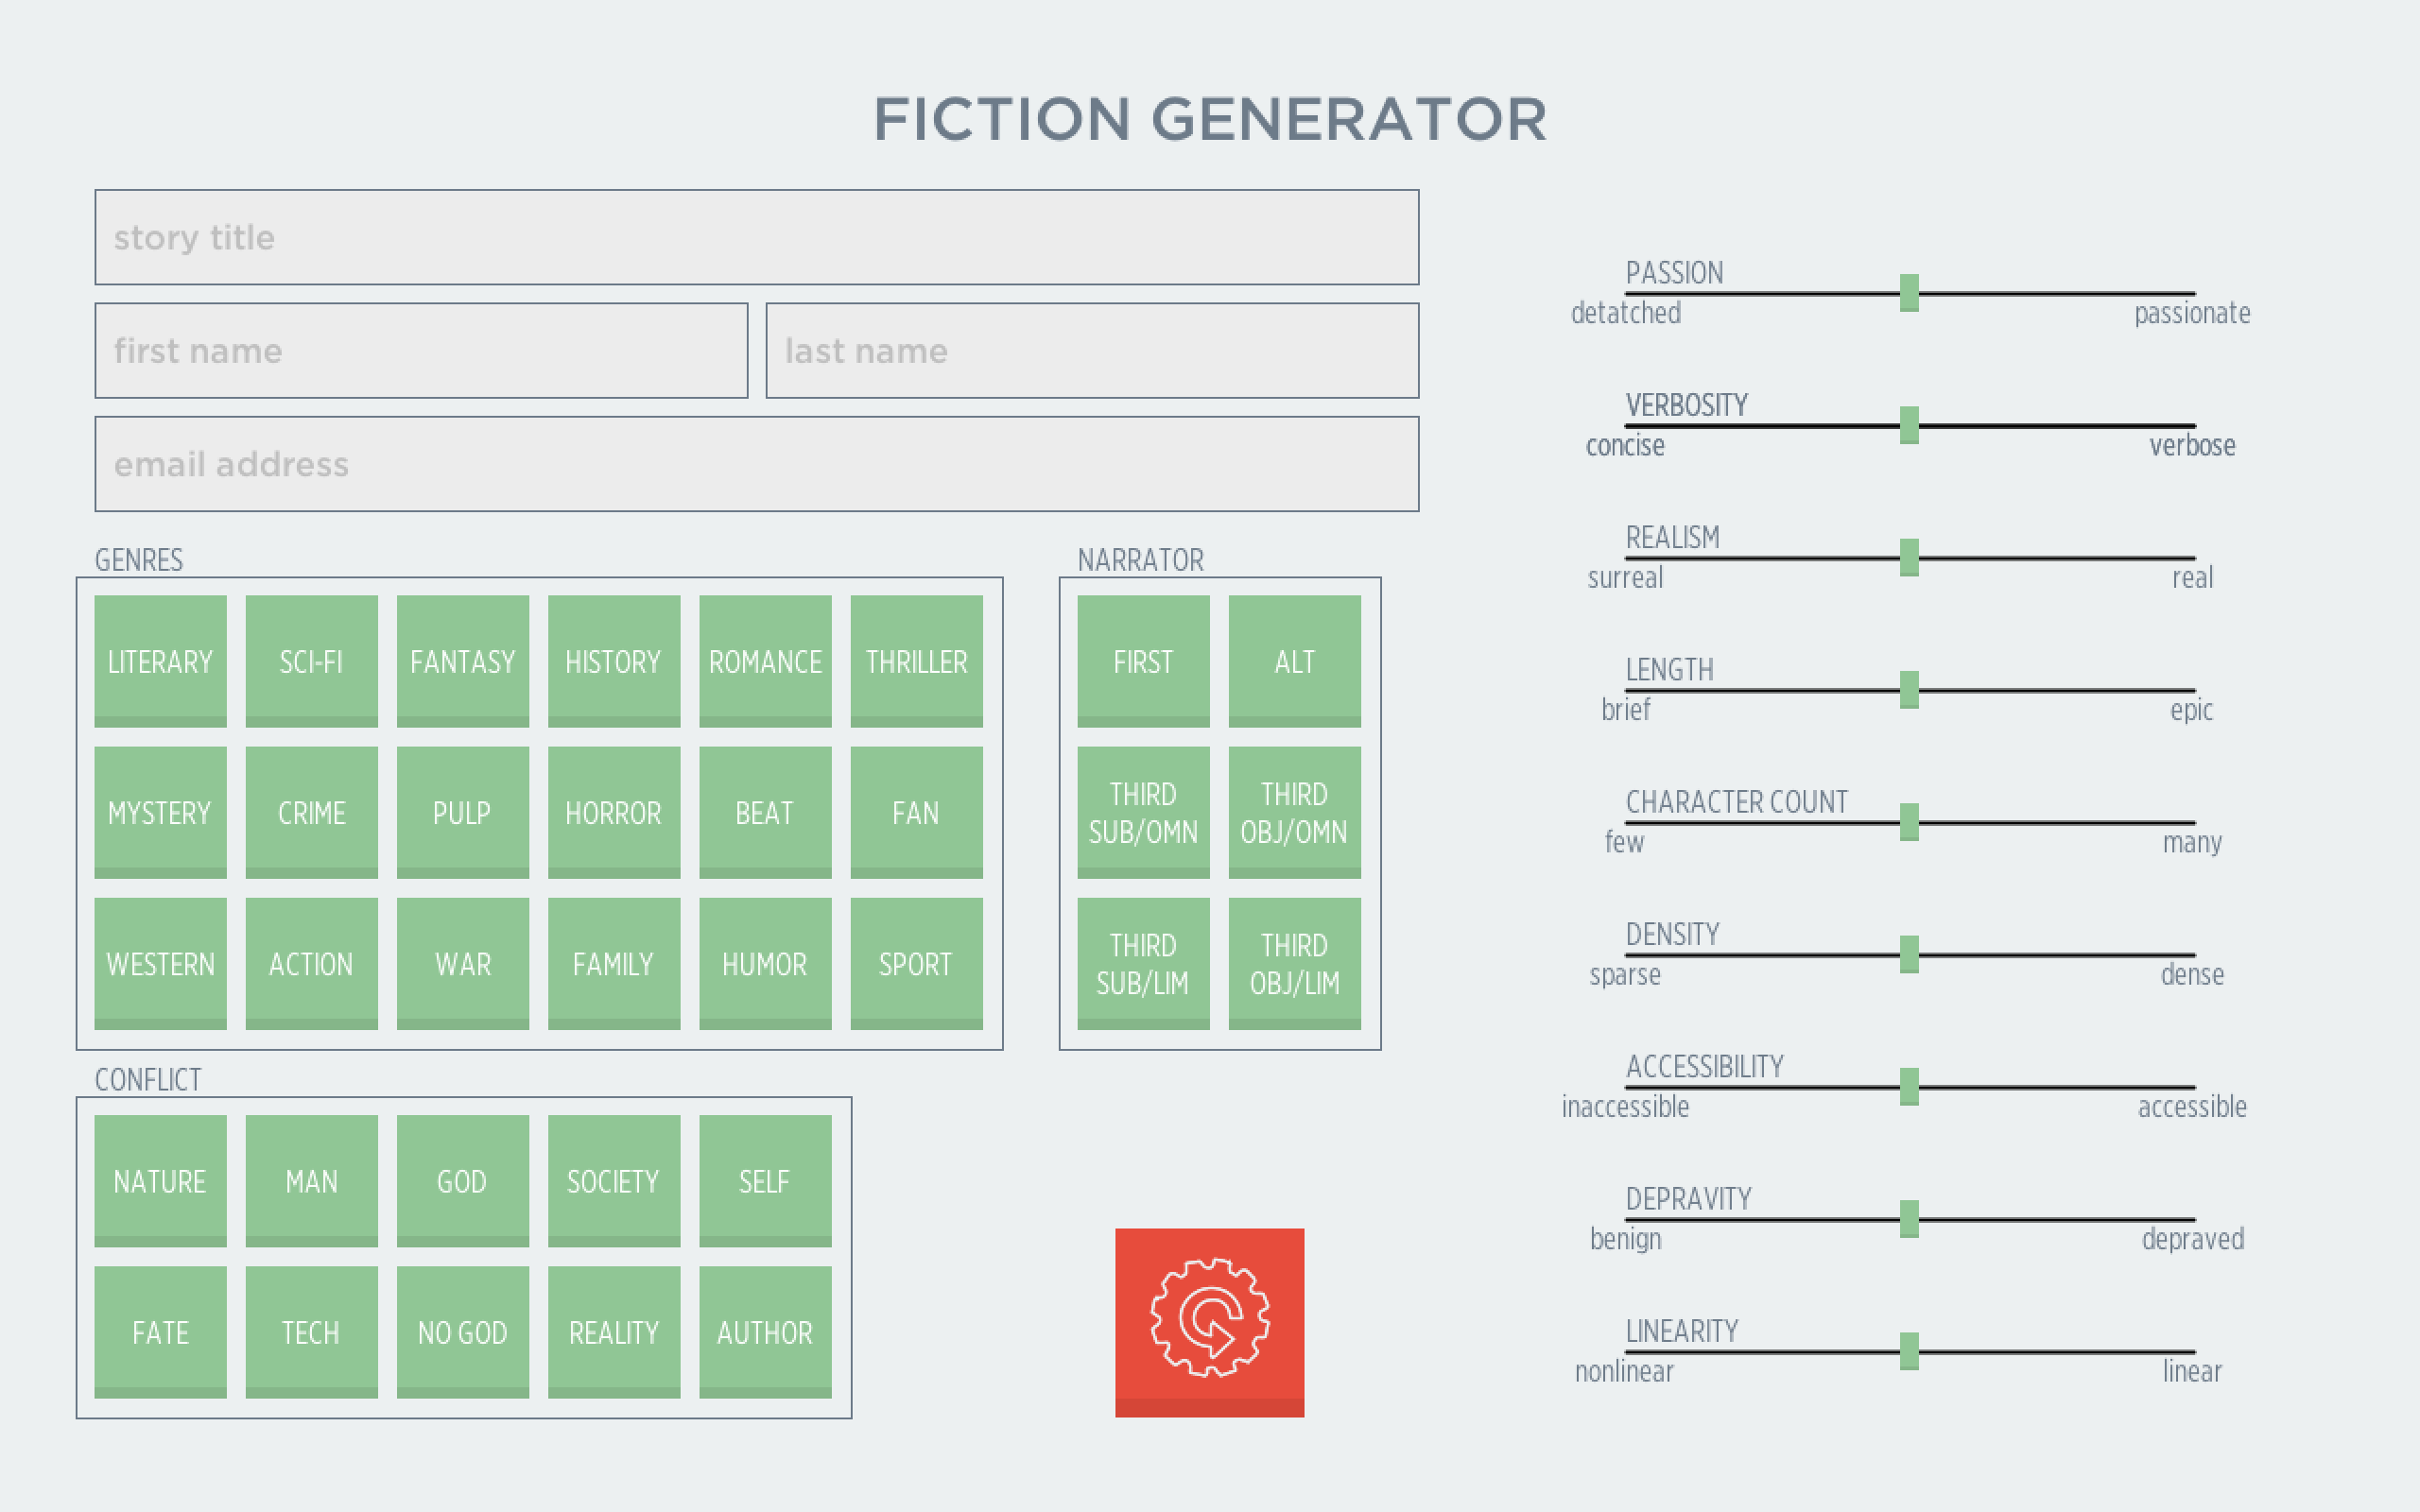 FICTION GENERATOR
story title
first name
last name
email address
GENRES
LITERARY
SCI-FI
FANTASY
HISTORY
ROMANCE
THRILLER
MYSTERY
CRIME
PULP
HORROR
BEAT
FAN
WESTERN
ACTION
WAR
FAMILY
HUMOR
SPORT
NARRATOR
FIRST
ALT
THIRD
SUB/OMN
THIRD
OBJ/OMN
THIRD
SUB/LIM
THIRD
OBJ/LIM
CONFLICT
NATURE
MAN
GOD
SOCIETY
SELF
FATE
TECH
NO GOD
REALITY
AUTHOR
PASSION
detatched
passionate
VERBOSITY
concise
verbose
REALISM
surreal
real
LENGTH
brief
epic
CHARACTER COUNT
few
many
DENSITY
sparse
dense
ACCESSIBILITY
inaccessible
accessible
DEPRAVITY
benign
depraved
LINEARITY
nonlinear
linear